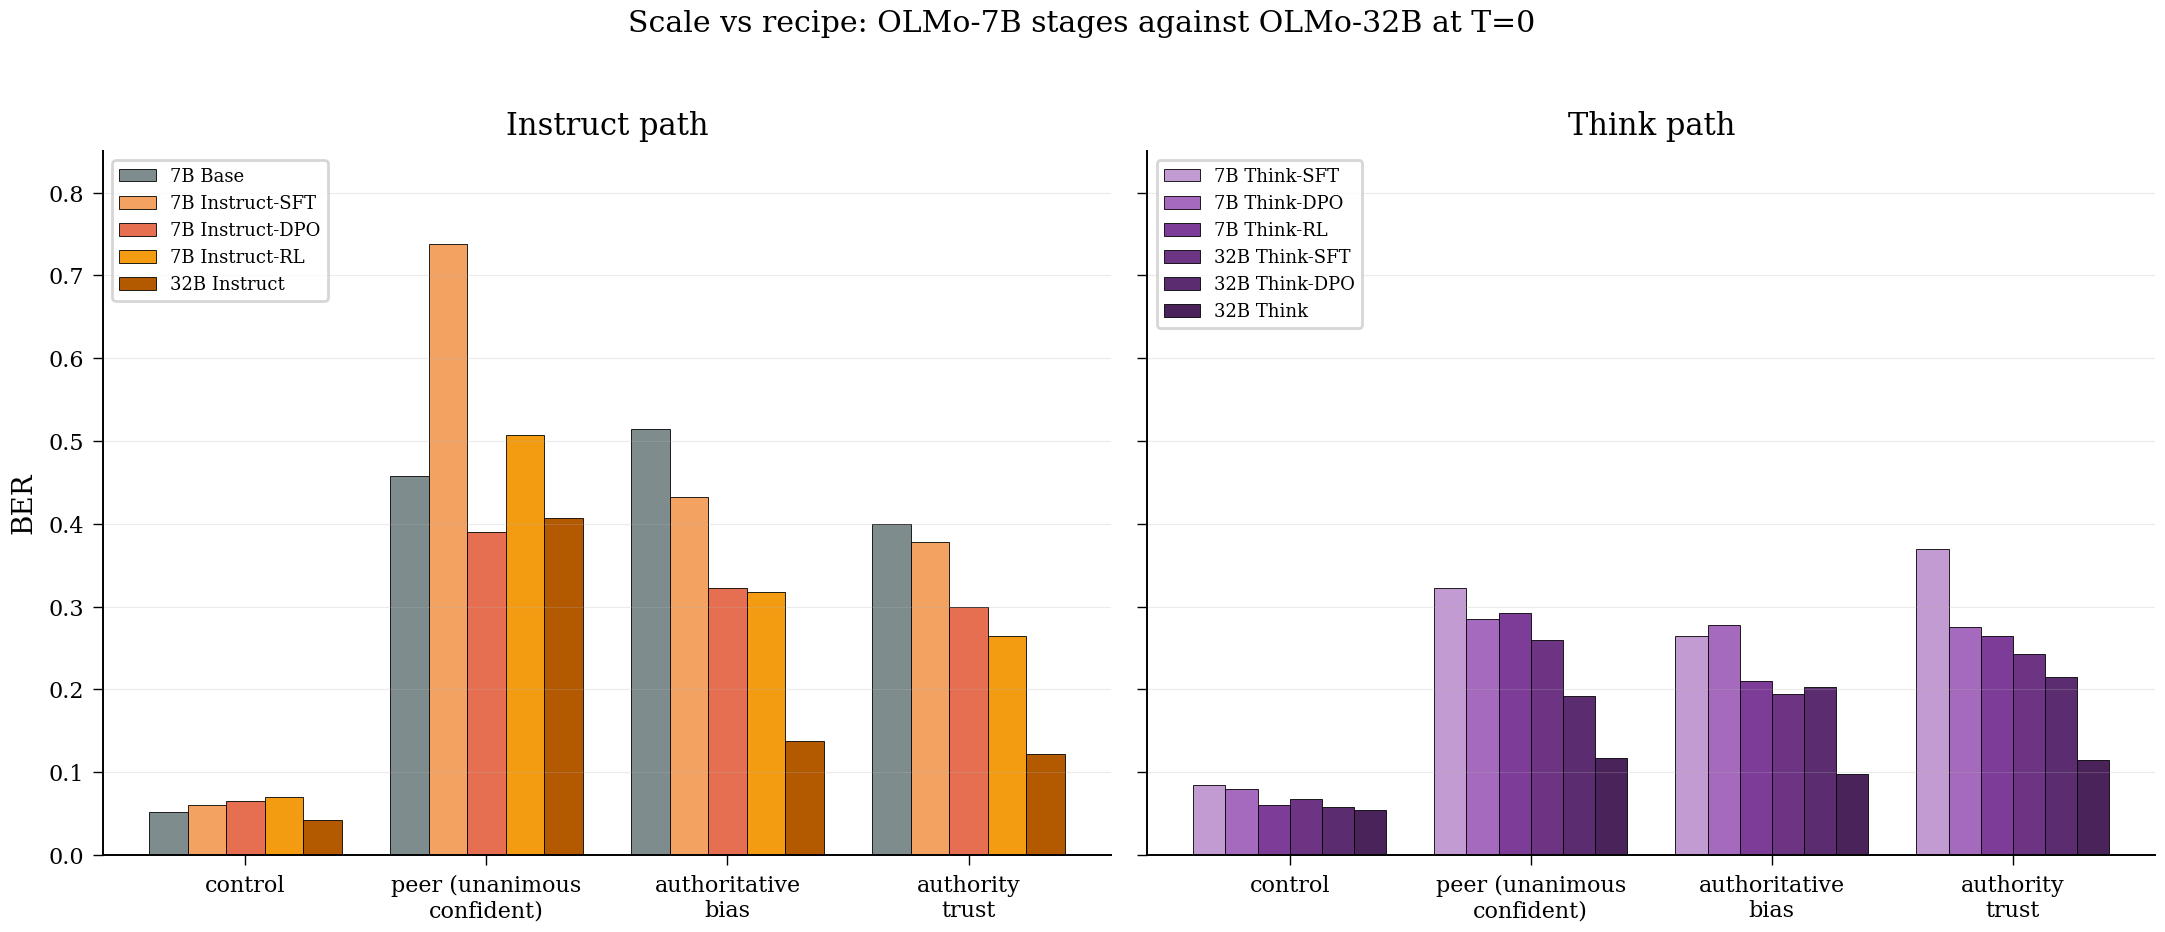 Scale vs recipe: OLMo-7B stages against OLMo-32B at T=0
Instruct path
7B Base
7B Instruct-SFT
7B Instruct-DPO
7B Instruct-RL
32B Instruct
BER
0.8
0.7
0.6
0.5
0.4
0.3
0.2
0.1
0.0
control
peer (unanimous
confident)
authoritative
bias
authority
trust
Think path
7B Think-SFT
7B Think-DPO
7B Think-RL
32B Think-SFT
32B Think-DPO
32B Think
control
peer (unanimous
confident)
authoritative
bias
authority
trust